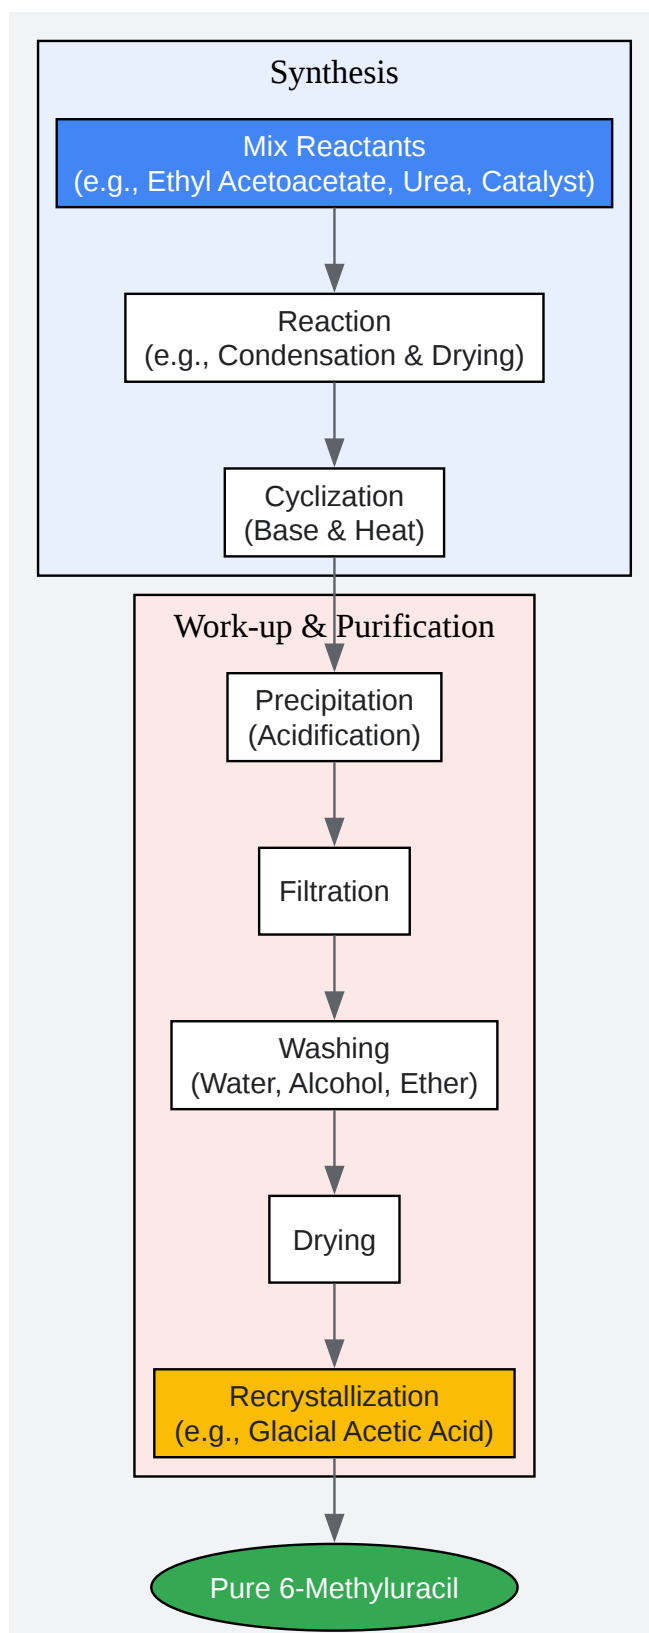 Synthesis
Mix Reactants
(e.g., Ethyl Acetoacetate, Urea, Catalyst)
Reaction
(e.g., Condensation & Drying)
Cyclization
(Base & Heat)
Work-up & Purification
Precipitation
(Acidification)
Filtration
Washing
(Water, Alcohol, Ether)
Drying
Recrystallization
(e.g., Glacial Acetic Acid)
Pure 6-Methyluracil